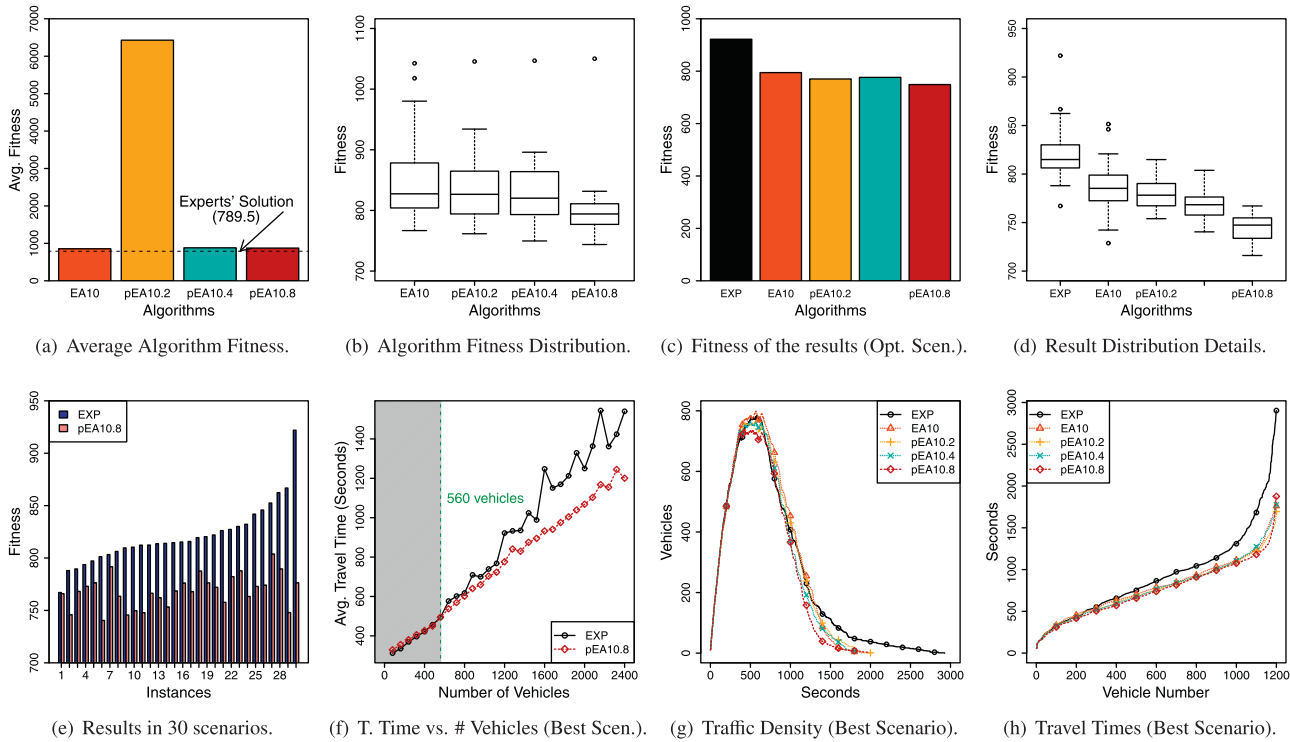 Avg. Fitness
0 1000 2000 3000 4000 5000 6000 7000
Experts' Solution
(789.5)
EA10 pEA10.2 pEA10.4 pEA10.8
Algorithms
(a) Average Algorithm Fitness.
Fitness
700 800 900 1000 1100
EA10 pEA10.2 pEA10.4 pEA10.8
Algorithms
(b) Algorithm Fitness Distribution.
Fitness
0 200 400 600 800 1000
EXP EA10 pEA10.2 pEA10.8
Algorithms
(c) Fitness of the results (Opt. Scen.).
Fitness
700 750 800 850 900 950
EXP EA10 pEA10.2 pEA10.8
Algorithms
(d) Result Distribution Details.
Fitness
700 750 800 850 900 950
EXP
pEA10.8
1 4 7 10 13 16 19 22 25 28
Instances
(e) Results in 30 scenarios.
Avg. Travel Time (Seconds)
400 600 800 1000 1200 1400
560 vehicles
EXP
pEA10.8
0 400 800 1200 1600 2000 2400
Number of Vehicles
(f) T. Time vs. # Vehicles (Best Scen.).
Vehicles
0 200 400 600 800
EXP
EA10
pEA10.2
pEA10.4
pEA10.8
0 500 1000 1500 2000 2500 3000
Seconds
(g) Traffic Density (Best Scenario).
Seconds
0 500 1000 1500 2000 2500 3000
EXP
EA10
pEA10.2
pEA10.4
pEA10.8
0 200 400 600 800 1000 1200
Vehicle Number
(h) Travel Times (Best Scenario).